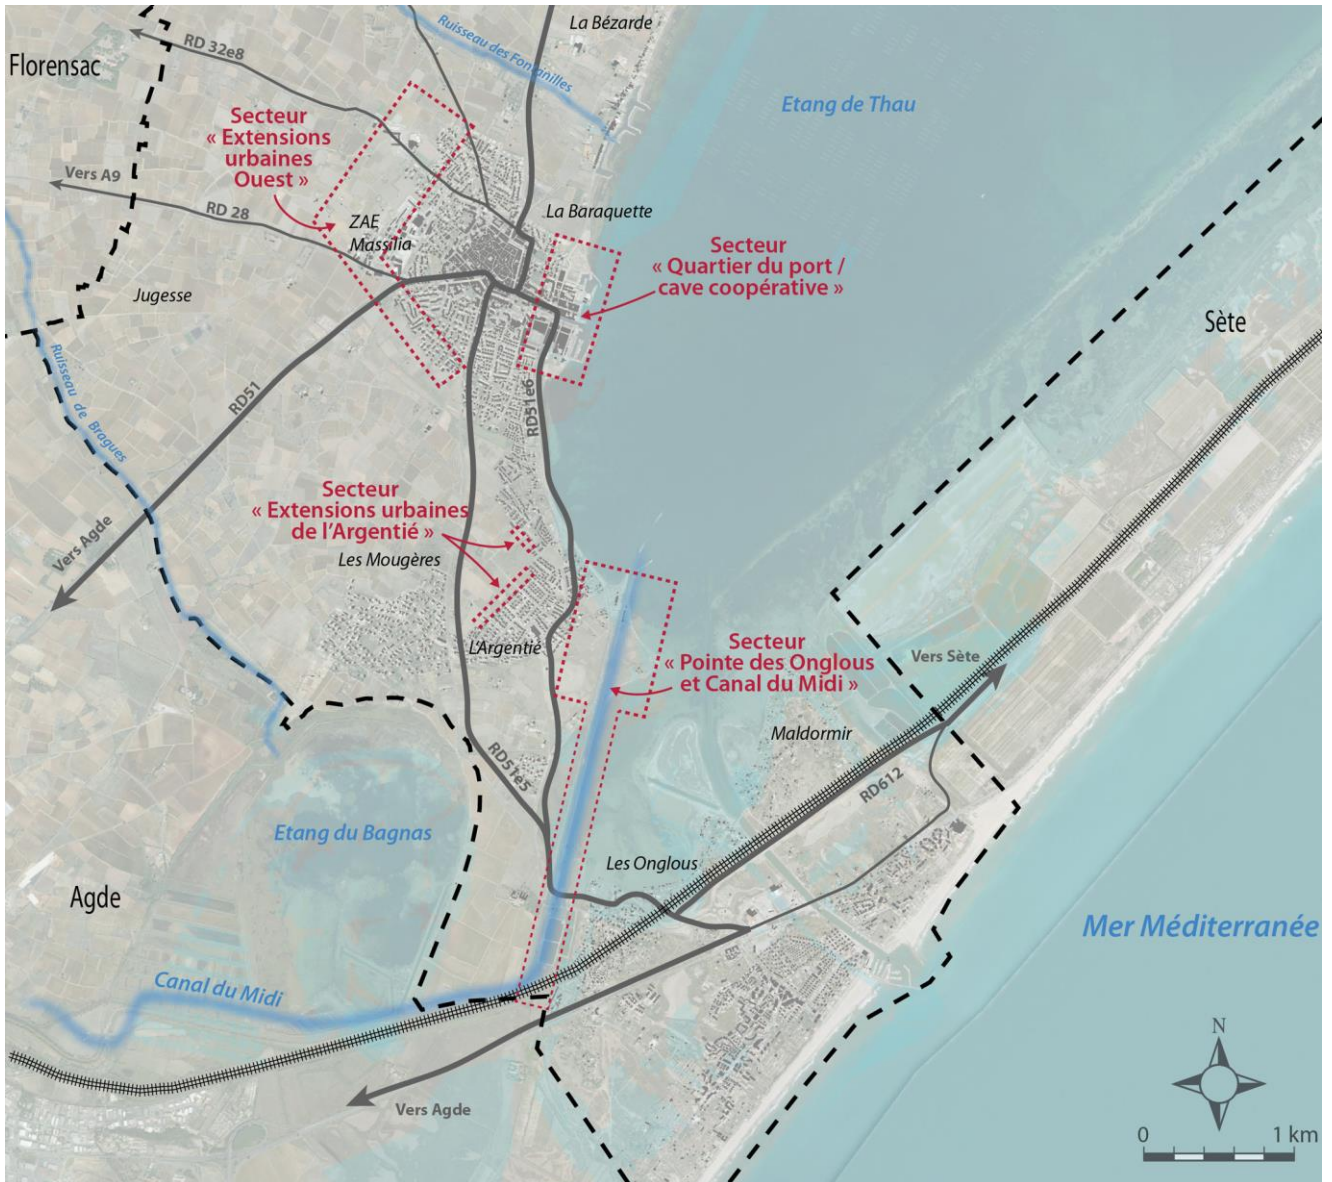 La Bézarde
Ruisseau des Fontanilles
RD 32e8
Florensac
Etang de Thau
Secteur
« Extensions
urbaines
Ouest »
Vers A9
RD 28
ZAE
Massilia
La Baraquette
Secteur
« Quartier du port /
cave coopérative »
Jugesse
Sète
Ruisseau de Bragues
RD51
RD51e6
Secteur
« Extensions urbaines
de l'Argentié »
Vers Agde
Les Mougères
L'Argentié
Secteur
« Pointe des Onglous
et Canal du Midi »
Vers Sète
Maldormir
RD51e5
RD612
Etang du Bagnas
Les Onglous
Agde
Mer Méditerranée
Canal du Midi
N
Vers Agde
0 1 km